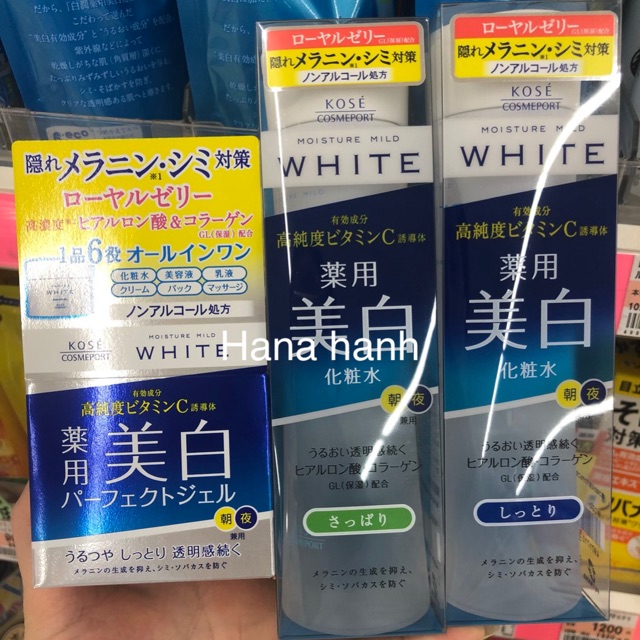 隠れメラニン・シミ対策
※1
ローヤルゼリー
高濃度 ヒアルロン酸&コラーゲン
GL(保湿)配合
1品6役 オールインワン
化粧水 美容液 乳液
クリーム パック マッサージ
ノンアルコール処方
KOSÉ
COSMEPORT
MOISTURE MILD
WHITE
有効成分
高純度ビタミンC誘導体
薬用
美白
パーフェクトジェル
朝 夜
兼用
うるつや しっとり 透明感続く
メラニンの生成を抑え、シミ・ソバカスを防ぐ
ローヤルゼリー
GL(保湿)配合
隠れメラニン・シミ対策
※1
ノンアルコール処方
KOSÉ
COSMEPORT
MOISTURE MILD
WHITE
有効成分
高純度ビタミンC誘導体
薬用
美白
化粧水
朝 夜
兼用
うるおい透明感続く
ヒアルロン酸・コラーゲン
GL(保湿)配合
さっぱり
メラニンの生成を抑え、
シミ・ソバカスを防ぐ
ローヤルゼリー
GL(保湿)配合
隠れメラニン・シミ対策
※1
ノンアルコール処方
KOSÉ
COSMEPORT
MOISTURE MILD
WHITE
有効成分
高純度ビタミンC誘導体
薬用
美白
化粧水
朝 夜
兼用
うるおい透明感続く
ヒアルロン酸・コラーゲン
GL(保湿)配合
しっとり
メラニンの生成を抑え、
シミ・ソバカスを防ぐ
Hana hanh
1200